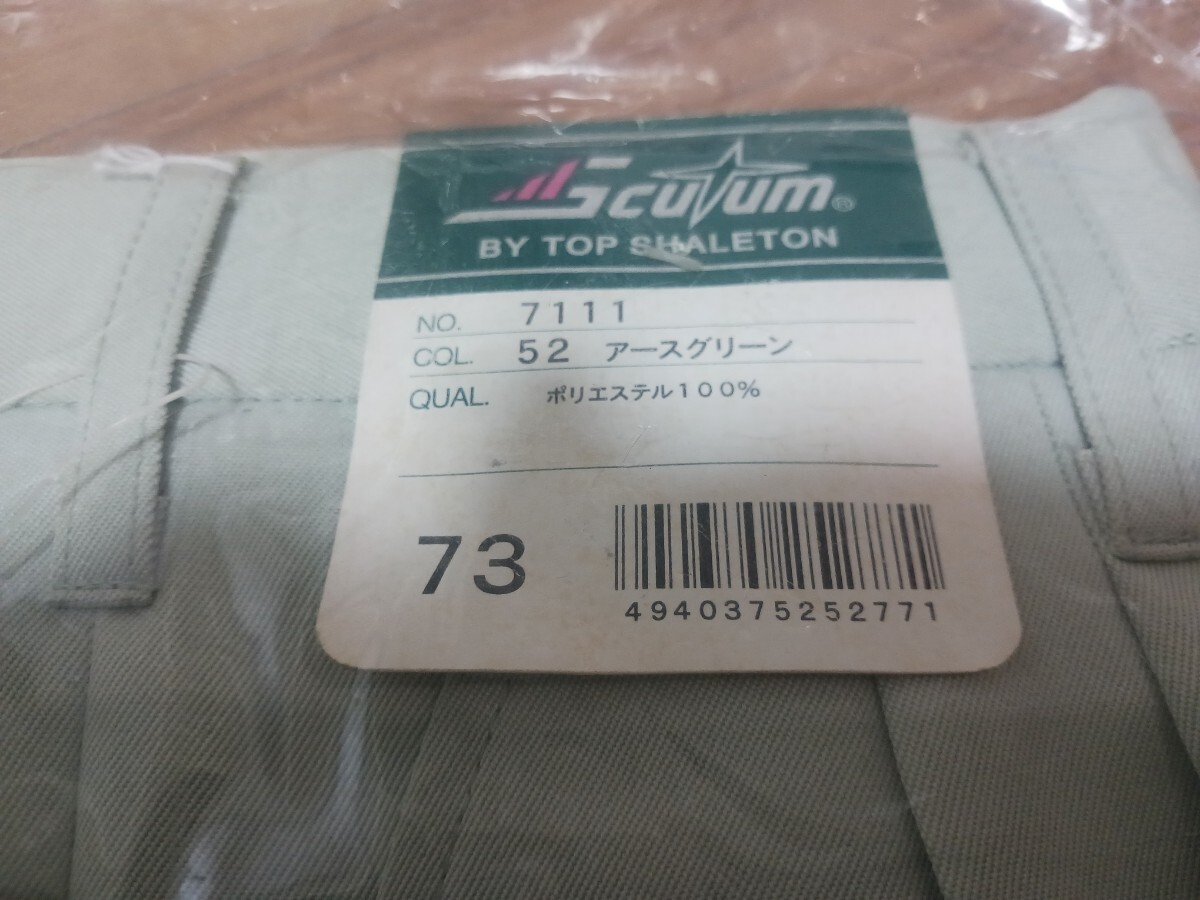 Scutum®
BY TOP SHALETON
NO. 7111
COL. 52 アースグリーン
QUAL. ポリエステル100%
73
4940375252771